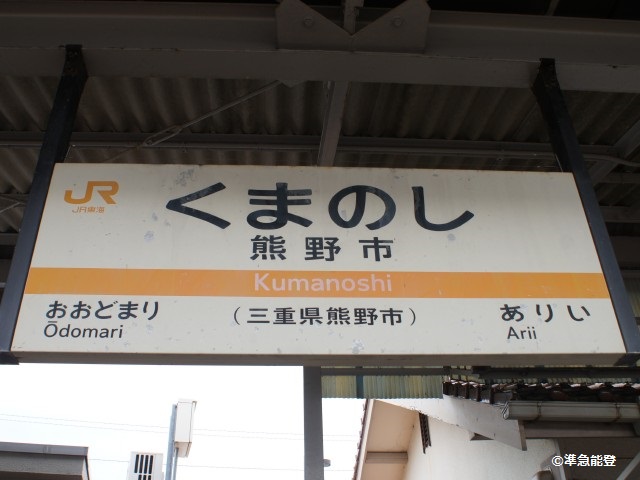 JR
JR東海
くまのし
熊野市
Kumanoshi
おおどまり
Ōdomari
（三重県熊野市）
ありい
Arii
©準急能登